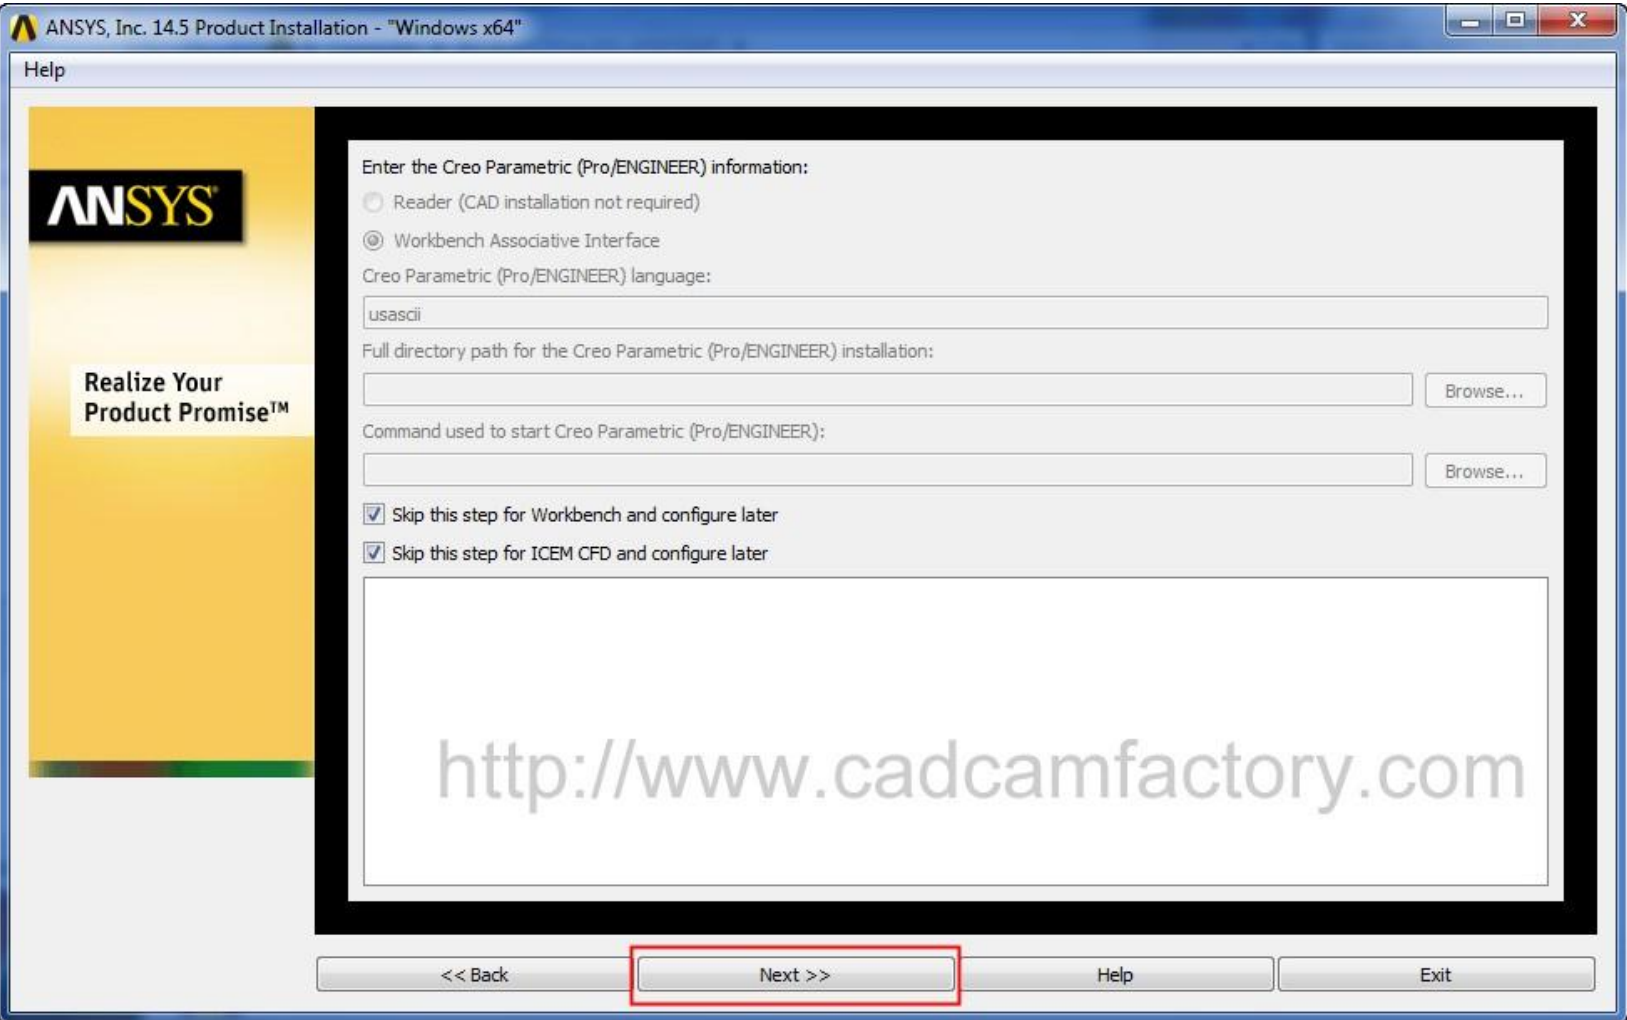 ANSYS, Inc. 14.5 Product Installation - "Windows x64"
Help
ANSYS®
Realize Your
Product Promise™
Enter the Creo Parametric (Pro/ENGINEER) information:
Reader (CAD installation not required)
Workbench Associative Interface
Creo Parametric (Pro/ENGINEER) language:
usascii
Full directory path for the Creo Parametric (Pro/ENGINEER) installation:
Browse...
Command used to start Creo Parametric (Pro/ENGINEER):
Browse...
Skip this step for Workbench and configure later
Skip this step for ICEM CFD and configure later
http://www.cadcamfactory.com
<< Back Next >> Help Exit